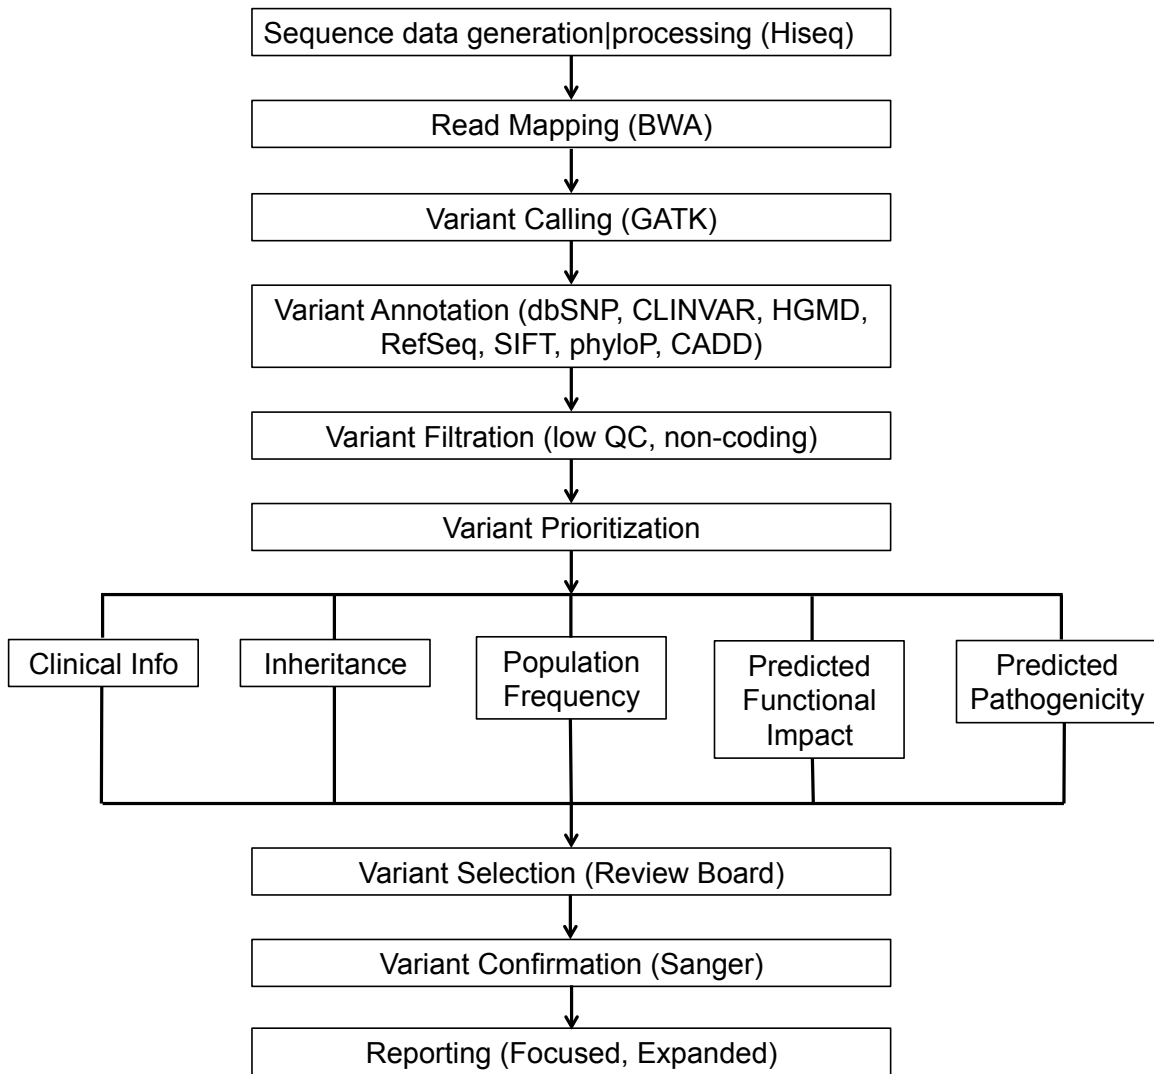 Sequence data generation|processing (Hiseq)
Read Mapping (BWA)
Variant Calling (GATK)
Variant Annotation (dbSNP, CLINVAR, HGMD,
RefSeq, SIFT, phyloP, CADD)
Variant Filtration (low QC, non-coding)
Variant Prioritization
Clinical Info
Inheritance
Population
Frequency
Predicted
Functional
Impact
Predicted
Pathogenicity
Variant Selection (Review Board)
Variant Confirmation (Sanger)
Reporting (Focused, Expanded)